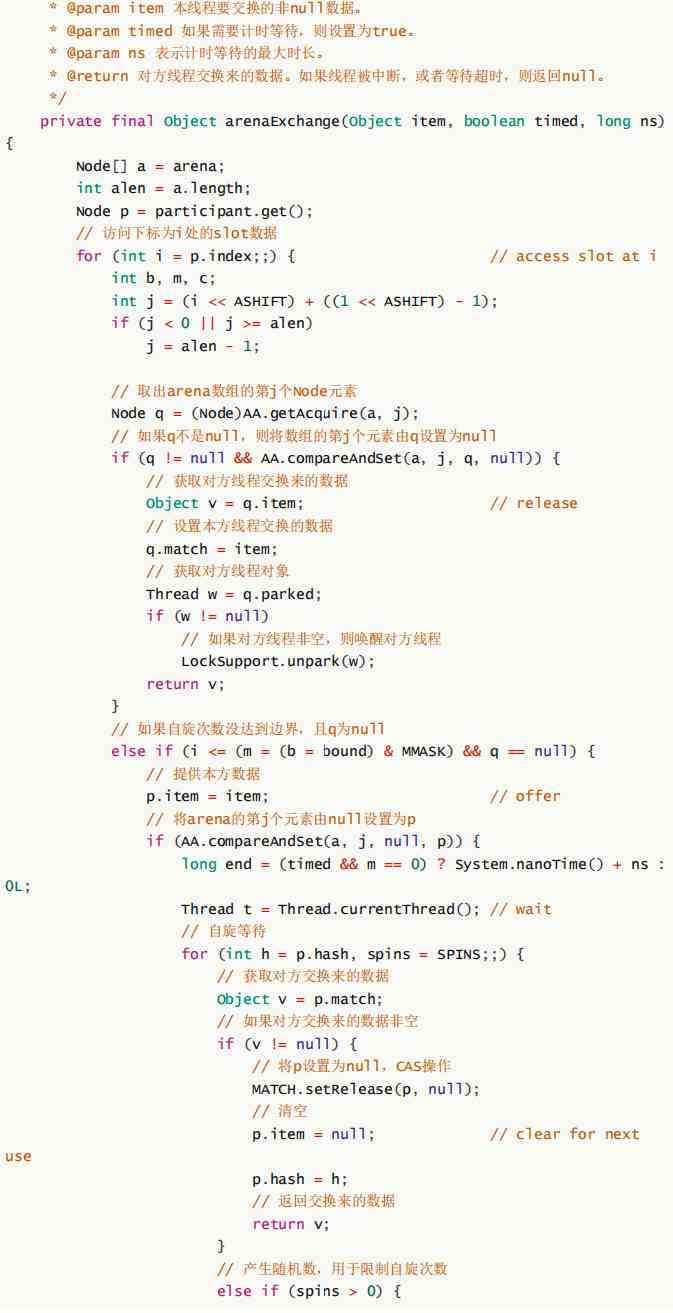 * @param item 本线程要交换的非null数据。
* @param timed 如果需要计时等待，则设置为true。
* @param ns 表示计时等待的最大时长。
* @return 对方线程交换来的数据。如果线程被中断，或者等待超时，则返回null。
*/
private final Object arenaExchange(Object item, boolean timed, long ns)
{
Node[] a = arena;
int alen = a.length;
Node p = participant.get();
// 访问下标为i处的slot数据
for (int i = p.index;;) { // access slot at i
int b, m, c;
int j = (i << ASHIFT) + ((1 << ASHIFT) - 1);
if (j < 0 || j >= alen)
j = alen - 1;
// 取出arena数组的第j个Node元素
Node q = (Node)AA.getAcquire(a, j);
// 如果q不是null，则将数组的第j个元素由q设置为null
if (q != null && AA.compareAndSet(a, j, q, null)) {
// 获取对方线程交换来的数据
Object v = q.item; // release
// 设置本方线程交换的数据
q.match = item;
// 获取对方线程对象
Thread w = q.parked;
if (w != null)
// 如果对方线程非空，则唤醒对方线程
LockSupport.unpark(w);
return v;
}
// 如果自旋次数没达到边界，且q为null
else if (i <= (m = (b = bound) & MMASK) && q == null) {
// 提供本方数据
p.item = item; // offer
// 将arena的第j个元素由null设置为p
if (AA.compareAndSet(a, j, null, p)) {
long end = (timed && m == 0) ? System.nanoTime() + ns :
0L;
Thread t = Thread.currentThread(); // wait
// 自旋等待
for (int h = p.hash, spins = SPINS;;) {
// 获取对方交换来的数据
Object v = p.match;
// 如果对方交换来的数据非空
if (v != null) {
// 将p设置为null，CAS操作
MATCH.setRelease(p, null);
// 清空
p.item = null; // clear for next
use
p.hash = h;
// 返回交换来的数据
return v;
}
// 产生随机数，用于限制自旋次数
else if (spins > 0) {